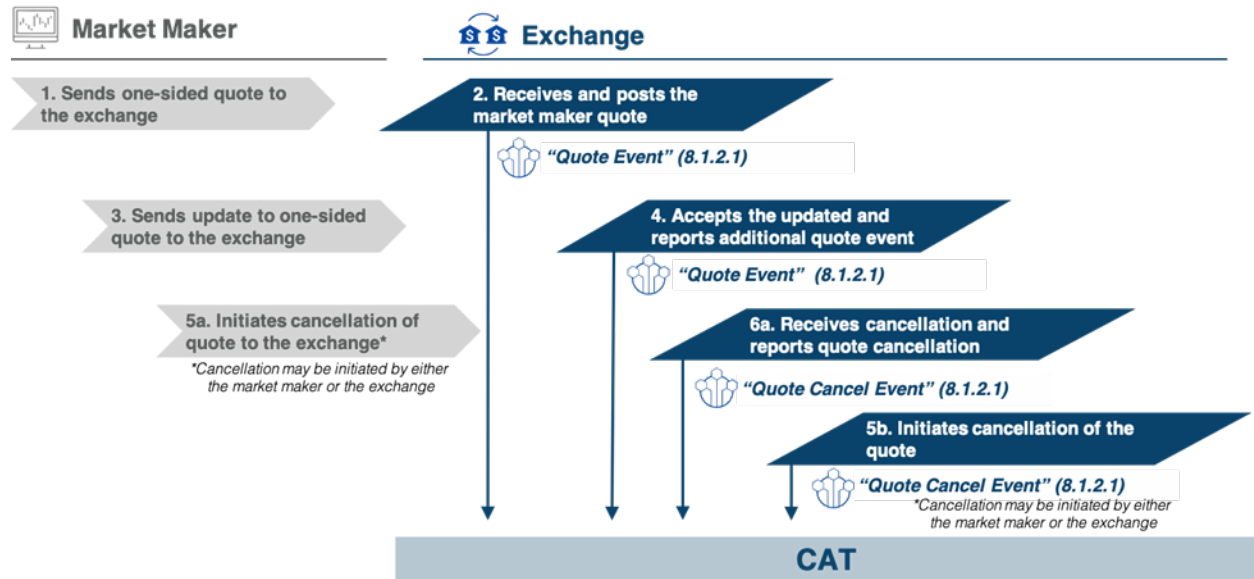 Market Maker
Exchange
1. Sends one-sided quote to
the exchange
2. Receives and posts the
market maker quote
“Quote Event” (8.1.2.1)
3. Sends update to one-sided
quote to the exchange
4. Accepts the updated and
reports additional quote event
“Quote Event” (8.1.2.1)
5a. Initiates cancellation of
quote to the exchange*
*Cancellation may be initiated by either
the market maker or the exchange
6a. Receives cancellation and
reports quote cancellation
“Quote Cancel Event” (8.1.2.1)
5b. Initiates cancellation of the
quote
“Quote Cancel Event” (8.1.2.1)
*Cancellation may be initiated by either
the market maker or the exchange
CAT